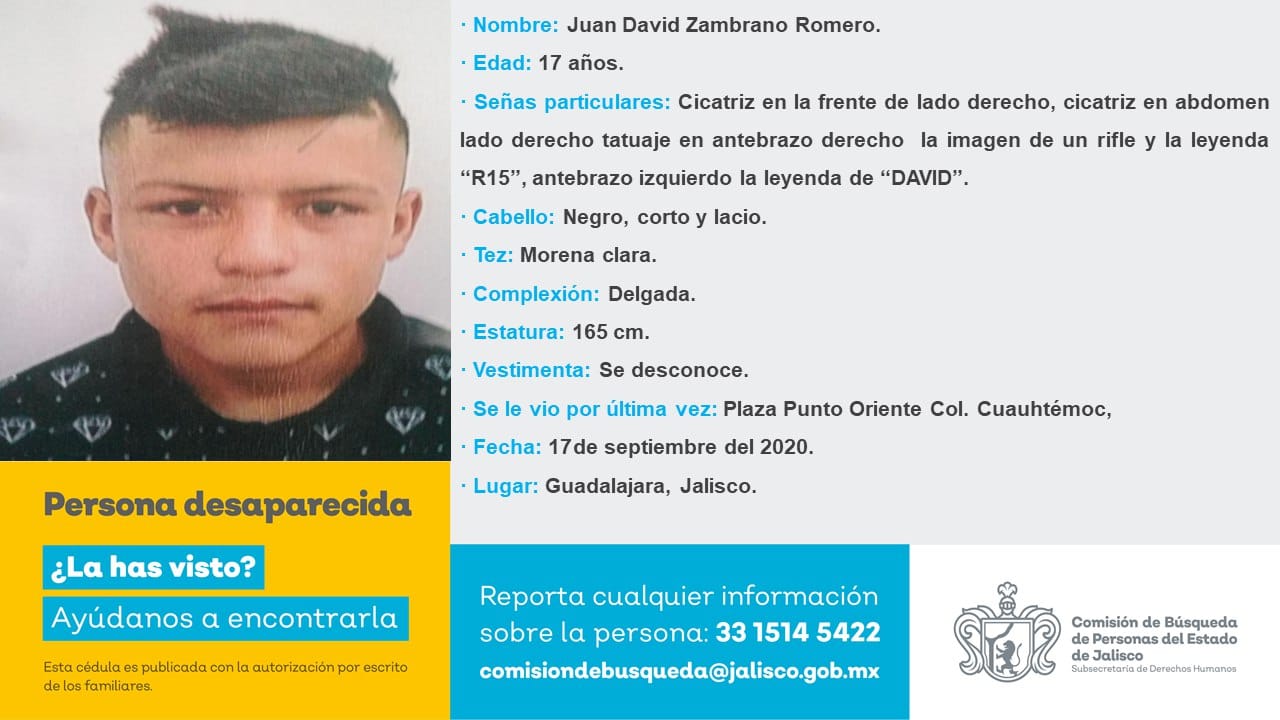 · Nombre: Juan David Zambrano Romero.
· Edad: 17 años.
· Señas particulares: Cicatriz en la frente de lado derecho, cicatriz en abdomen
lado derecho tatuaje en antebrazo derecho la imagen de un rifle y la leyenda
“R15”, antebrazo izquierdo la leyenda de “DAVID”.
· Cabello: Negro, corto y lacio.
· Tez: Morena clara.
· Complexión: Delgada.
· Estatura: 165 cm.
· Vestimenta: Se desconoce.
· Se le vio por última vez: Plaza Punto Oriente Col. Cuauhtémoc,
· Fecha: 17de septiembre del 2020.
· Lugar: Guadalajara, Jalisco.
Persona desaparecida
¿La has visto?
Ayúdanos a encontrarla
Esta cédula es publicada con la autorización por escrito
de los familiares.
Reporta cualquier información
sobre la persona: 33 1514 5422
comisiondebusqueda@jalisco.gob.mx
Comisión de Búsqueda
de Personas del Estado
de Jalisco
Subsecretaría de Derechos Humanos